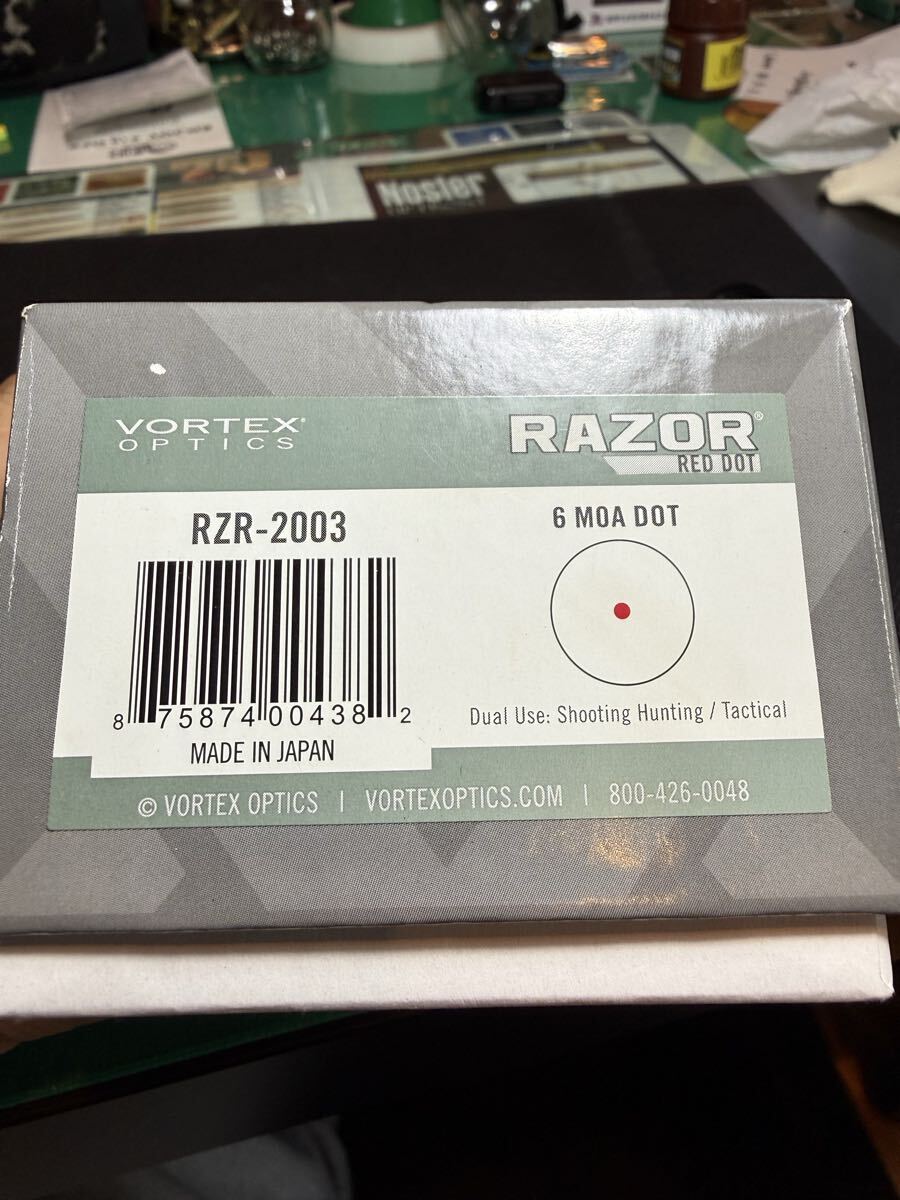 Nosler
VORTEX®
OPTICS
RAZOR®
RED DOT
RZR-2003
6 MOA DOT
8 75874 00438 2
MADE IN JAPAN
Dual Use: Shooting Hunting / Tactical
© VORTEX OPTICS | VORTEXOPTICS.COM | 800-426-0048